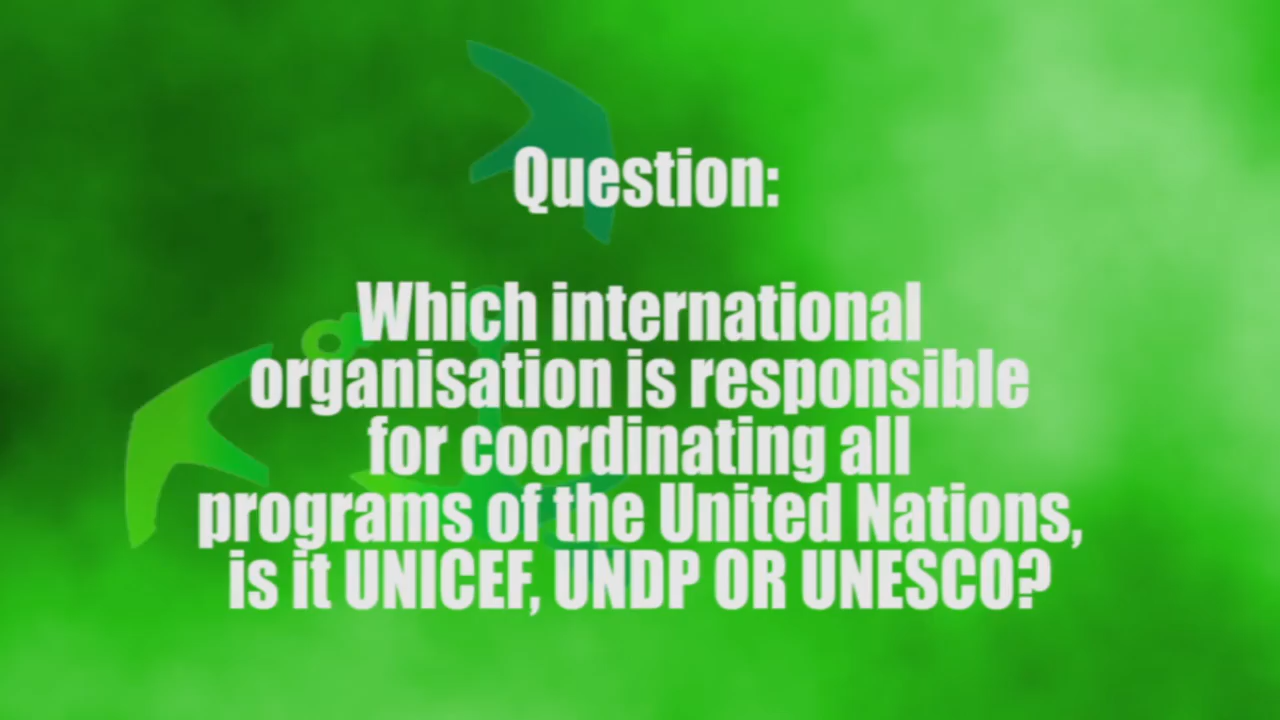 Question:
Which international
organisation is responsible
for coordinating all
programs of the United Nations,
is it UNICEF, UNDP OR UNESCO?